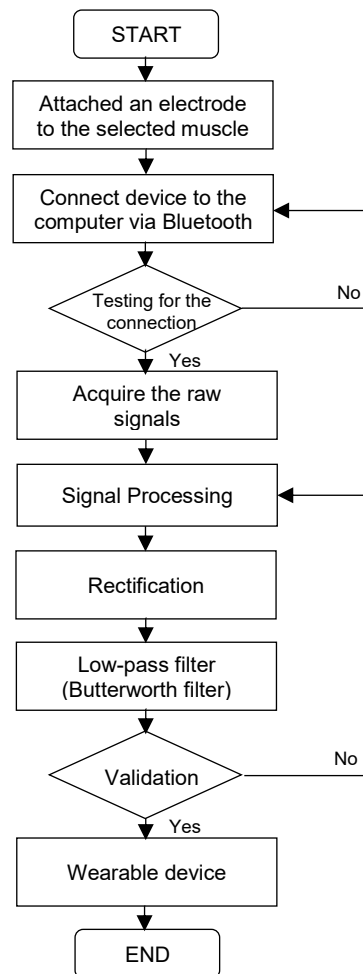 START
Attached an electrode
to the selected muscle
Connect device to the
computer via Bluetooth
Testing for the
connection
No
Yes
Acquire the raw
signals
Signal Processing
Rectification
Low-pass filter
(Butterworth filter)
Validation
No
Yes
Wearable device
END